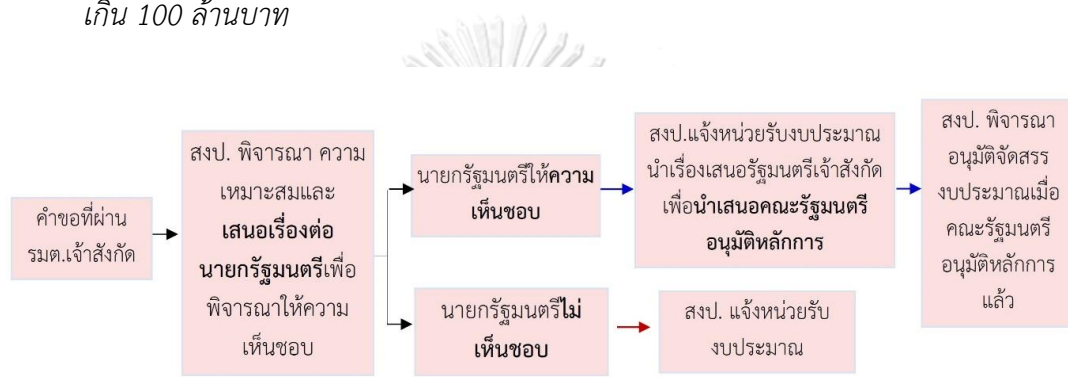 เกิน 100 ล้านบาท
คำขอที่ผ่าน
รมต.เจ้าสังกัด
สงป. พิจารณา ความ
เหมาะสมและ
เสนอเรื่องต่อ
นายกรัฐมนตรีเพื่อ
พิจารณาให้ความ
เห็นชอบ
นายกรัฐมนตรีให้ความ
เห็นชอบ
สงป.แจ้งหน่วยรับงบประมาณ
นำเรื่องเสนอรัฐมนตรีเจ้าสังกัด
เพื่อนำเสนอคณะรัฐมนตรี
อนุมัติหลักการ
สงป. พิจารณา
อนุมัติจัดสรร
งบประมาณเมื่อ
คณะรัฐมนตรี
อนุมัติหลักการ
แล้ว
นายกรัฐมนตรีไม่
เห็นชอบ
สงป. แจ้งหน่วยรับ
งบประมาณ